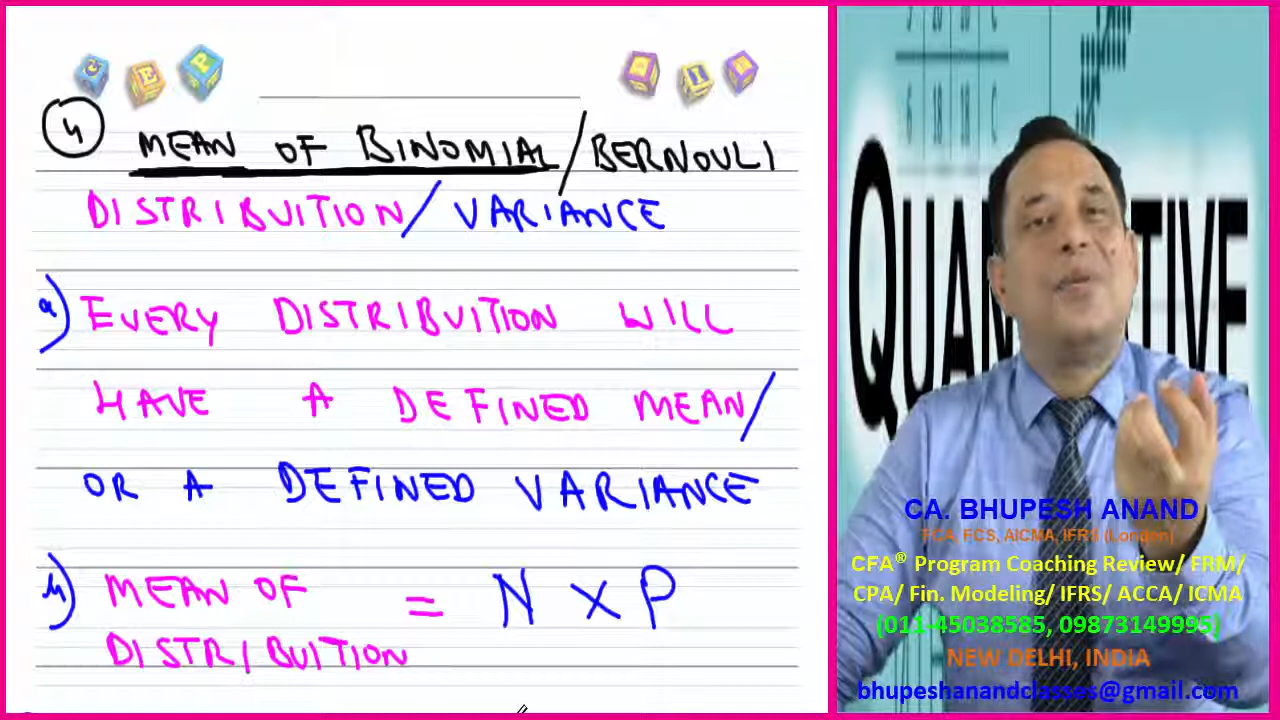 4 MEAN OF BINOMIAL / BERNOULI
DISTRIBUITION / VARIANCE
a) EVERY DISTRIBUITION WILL
HAVE A DEFINED MEAN /
OR A DEFINED VARIANCE
b) MEAN OF = N X P
DISTRIBUITION
CA. BHUPESH ANAND
FCA, FCS, AICMA, IFRS (London)
CFA® Program Coaching Review/ FRM/
CPA/ Fin. Modeling/ IFRS/ ACCA/ ICMA
(011-45038585, 09873149995)
NEW DELHI, INDIA
bhupeshanandclasses@gmail.com